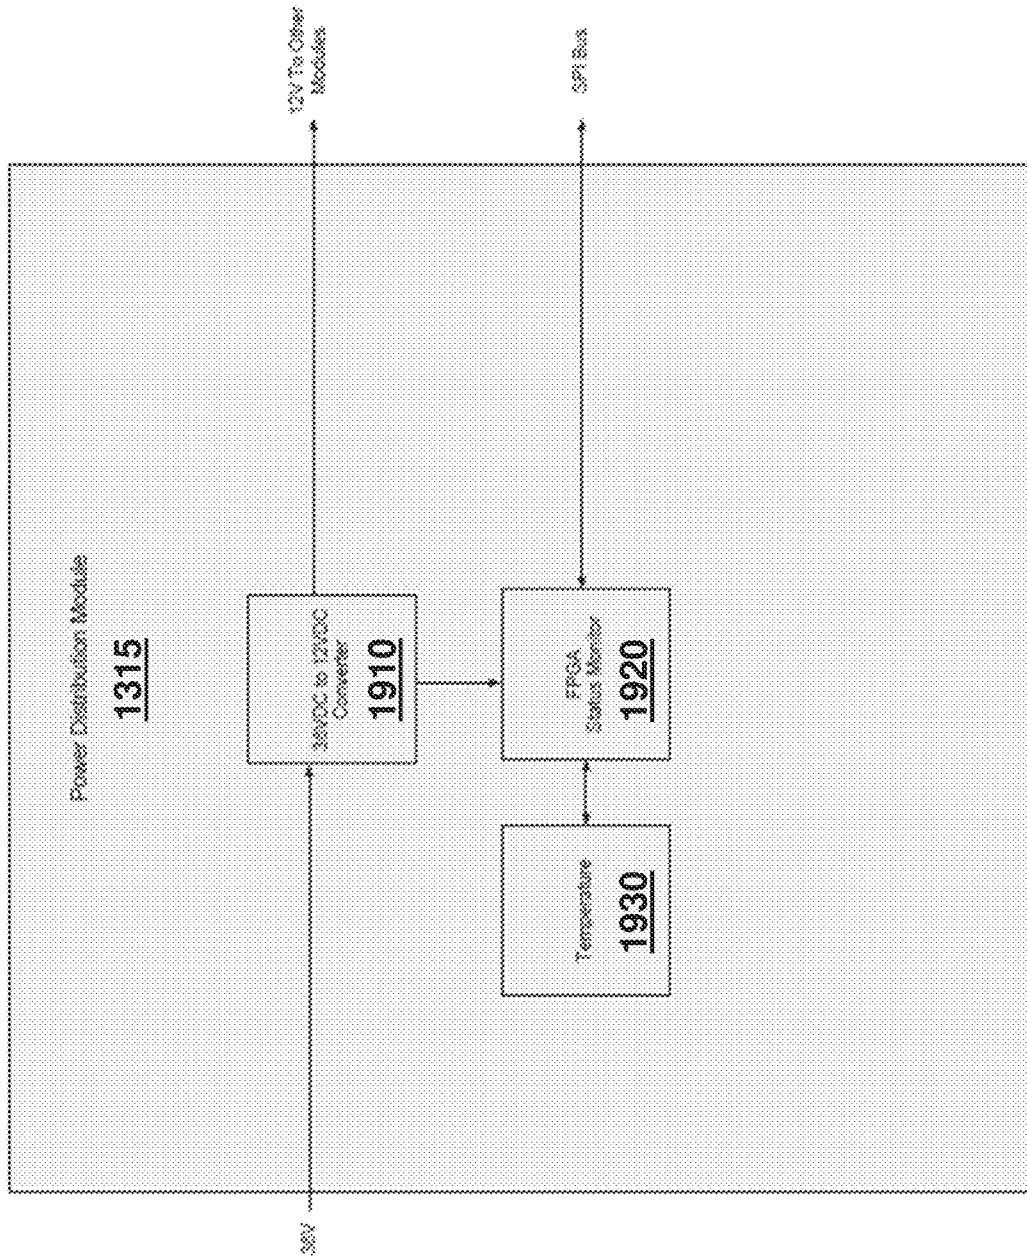 Power Distribution Module
1315
38V
38VDC to 12VDC
Converter
1910
12V To Other
Modules
Temperature
1930
FPGA
Status Monitor
1920
SPI Bus